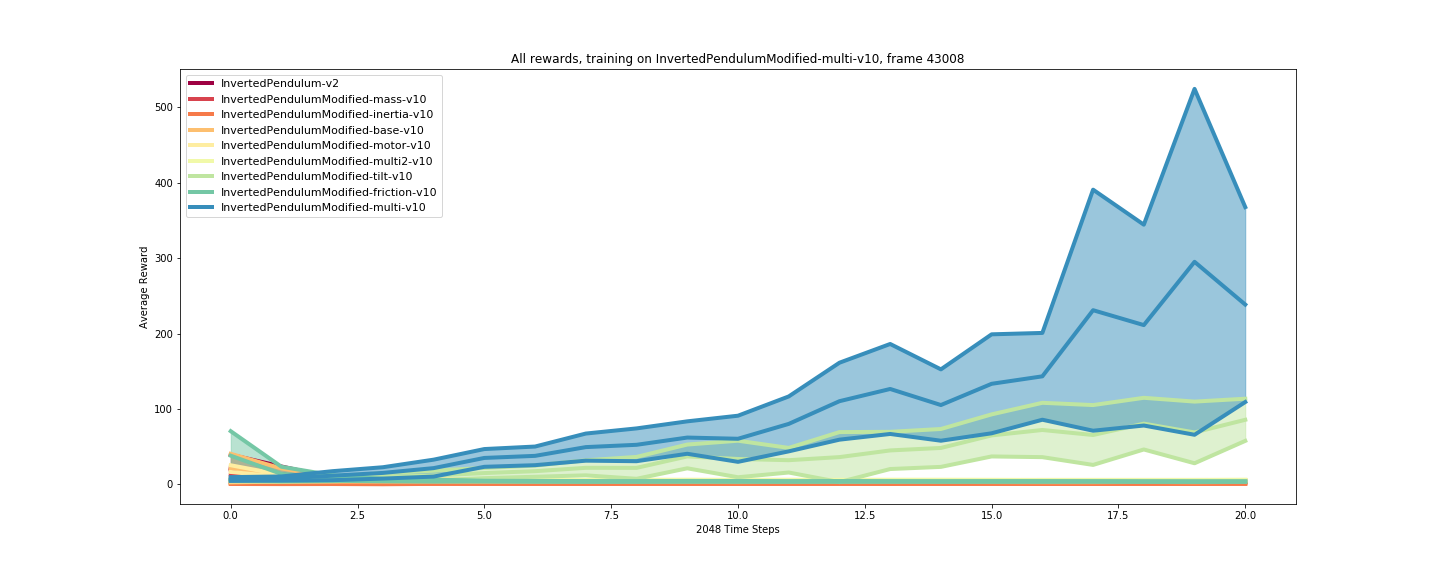 All rewards, training on InvertedPendulumModified-multi-v10, frame 43008
InvertedPendulum-v2
InvertedPendulumModified-mass-v10
InvertedPendulumModified-inertia-v10
InvertedPendulumModified-base-v10
InvertedPendulumModified-motor-v10
InvertedPendulumModified-multi2-v10
InvertedPendulumModified-tilt-v10
InvertedPendulumModified-friction-v10
InvertedPendulumModified-multi-v10
500
400
300
200
100
0
Average Reward
0.0 2.5 5.0 7.5 10.0 12.5 15.0 17.5 20.0
2048 Time Steps